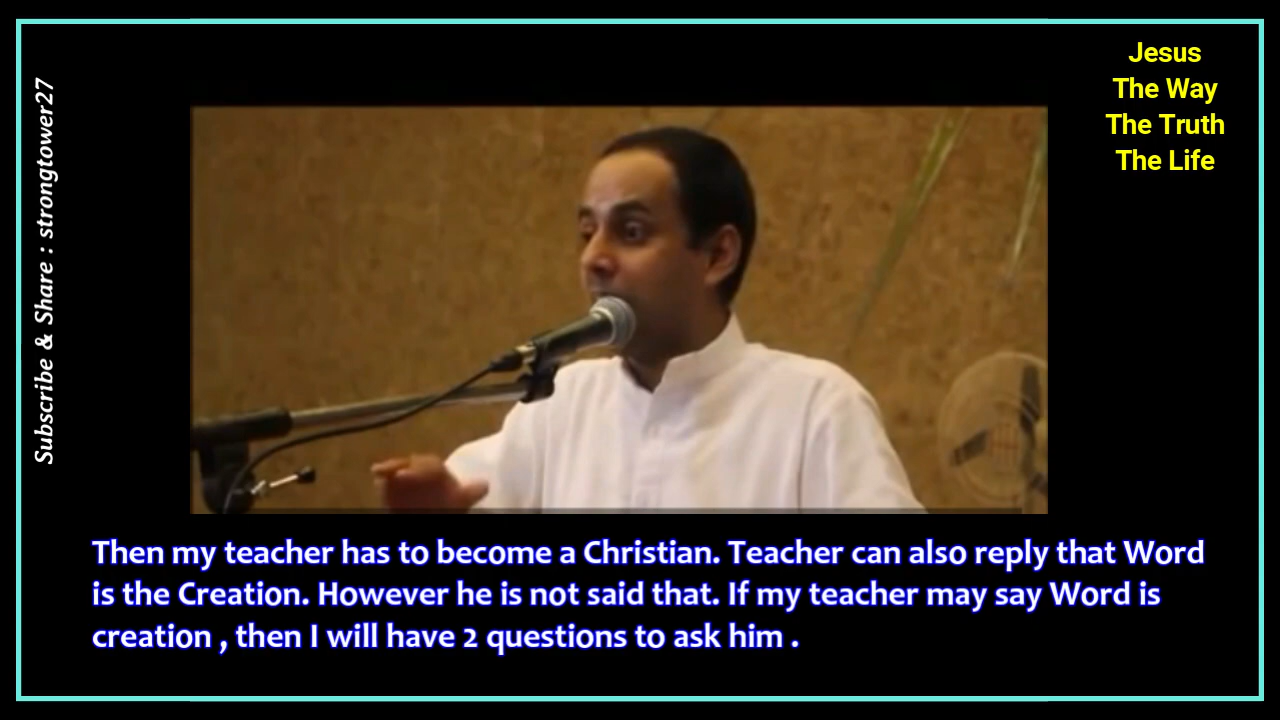 Jesus
The Way
The Truth
The Life
Subscribe & Share : strongtower27
Then my teacher has to become a Christian. Teacher can also reply that Word
is the Creation. However he is not said that. If my teacher may say Word is
creation , then I will have 2 questions to ask him .